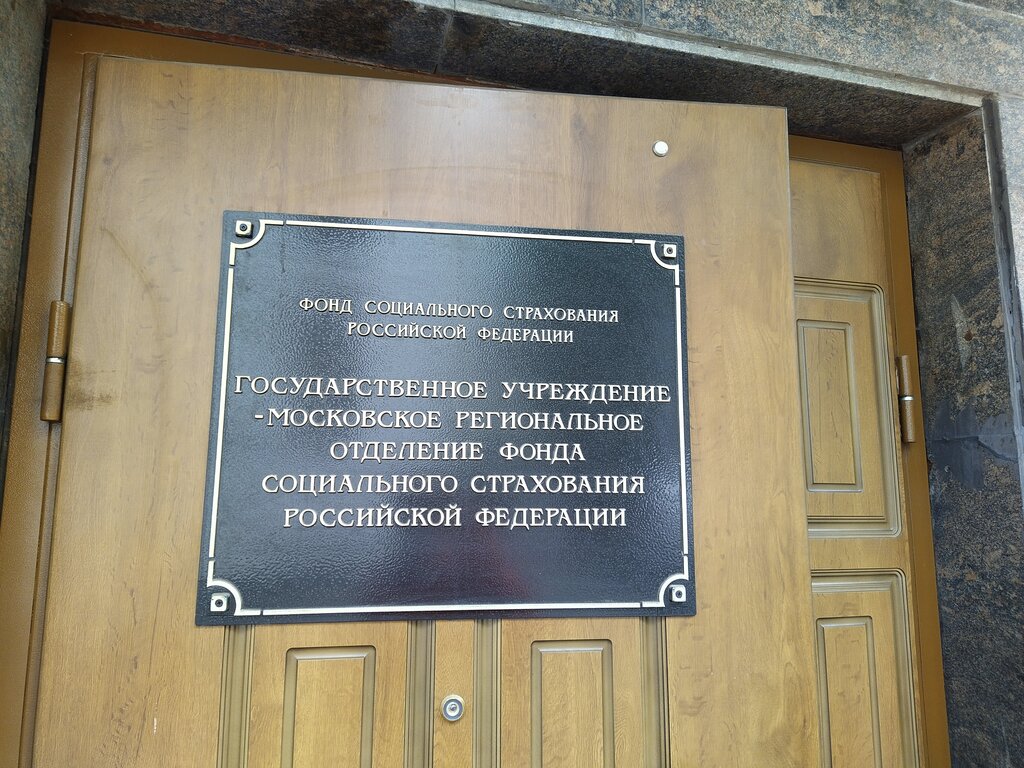 ФОНД СОЦИАЛЬНОГО СТРАХОВАНИЯ
РОССИЙСКОЙ ФЕДЕРАЦИИ
ГОСУДАРСТВЕННОЕ УЧРЕЖДЕНИЕ
-МОСКОВСКОЕ РЕГИОНАЛЬНОЕ
ОТДЕЛЕНИЕ ФОНДА
СОЦИАЛЬНОГО СТРАХОВАНИЯ
РОССИЙСКОЙ ФЕДЕРАЦИИ